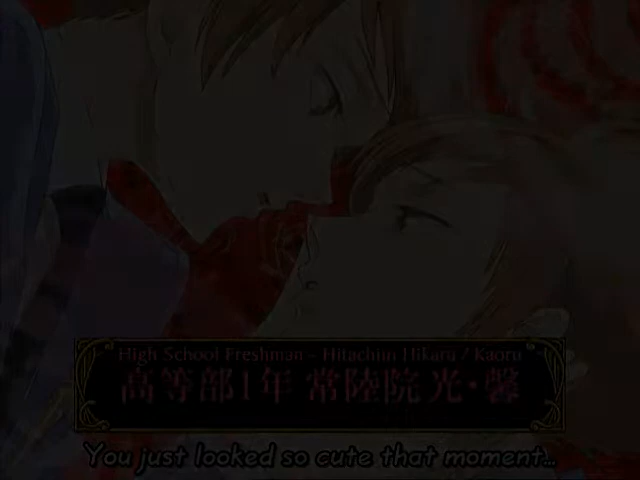 High School Freshman - Hitachiin Hikaru / Kaoru
高等部1年 常陸院 光・馨
You just looked so cute that moment...